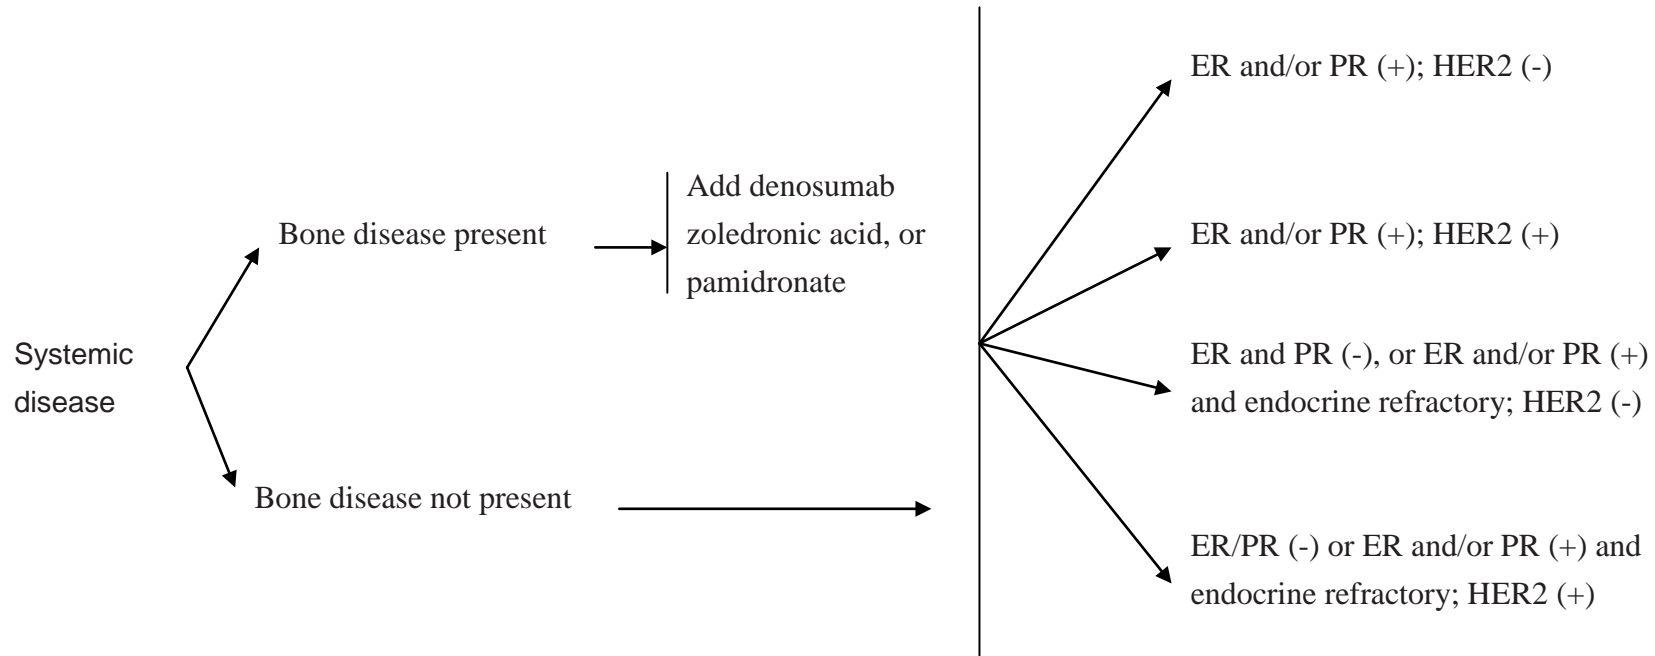 Systemic
disease
Bone disease present
Add denosumab
zoledronic acid, or
pamidronate
Bone disease not present
ER and/or PR (+); HER2 (-)
ER and/or PR (+); HER2 (+)
ER and PR (-), or ER and/or PR (+)
and endocrine refractory; HER2 (-)
ER/PR (-) or ER and/or PR (+) and
endocrine refractory; HER2 (+)